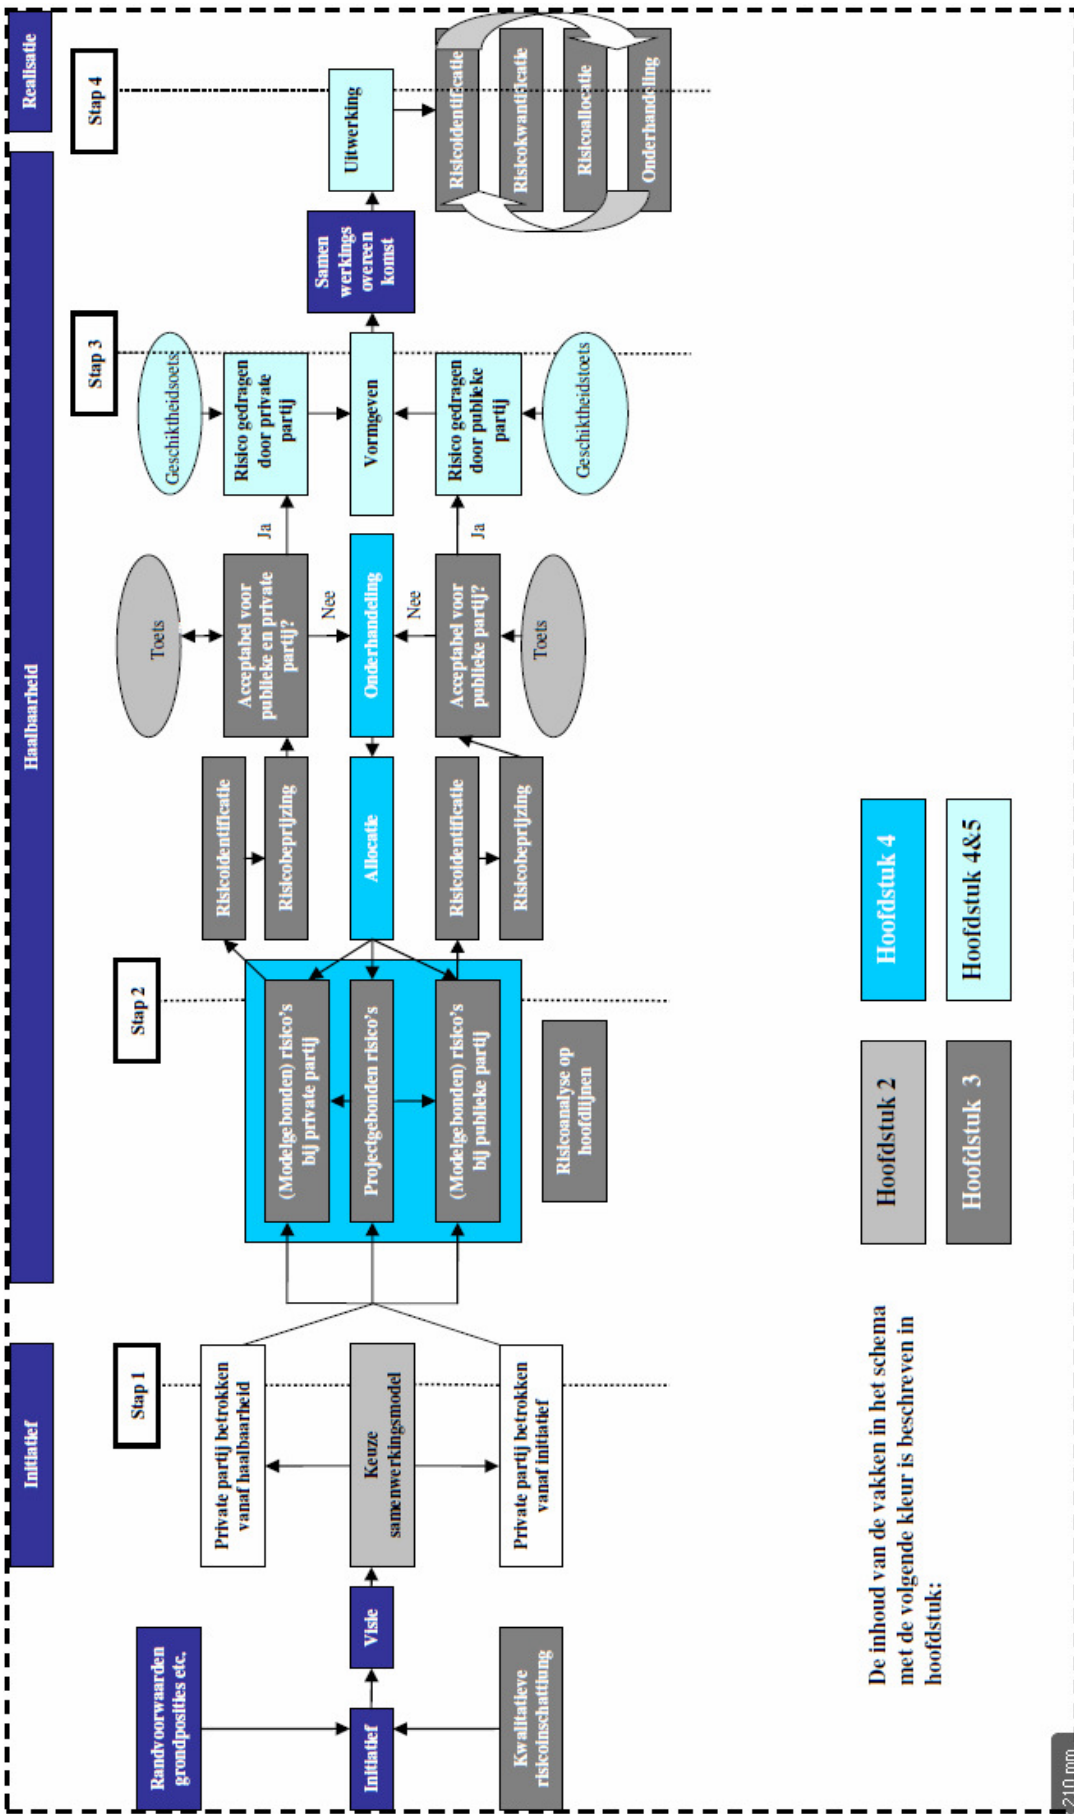 Initiatief
Haalbaarheid
Realisatie
Stap 1
Stap 2
Stap 3
Stap 4
Randvoorwaarden
grondposities etc.
Initiatief
Kwalitatieve
risicoinschattiung
Visie
Private partij betrokken
vanaf haalbaarheid
Keuze
samenwerkingsmodel
Private partij betrokken
vanaf initiatief
(Modelgebonden) risico's
bij private partij
Projectgebonden risico's
(Modelgebonden) risico's
bij publieke partij
Risicoanalyse op
hoofdlijnen
Risicoidentificatie
Risicobeprijzing
Allocatie
Risicoidentificatie
Risicobeprijzing
Toets
Acceptabel voor
publieke en private
partij?
Nee
Onderhandeling
Nee
Acceptabel voor
publieke partij?
Toets
Ja
Ja
Geschiktheidsoets
Risico gedragen
door private
partij
Vormgeven
Risico gedragen
door publieke
partij
Geschiktheidstoets
Samen
werkings
overeen
komst
Uitwerking
Risicoidentificatie
Risicokwantificatie
Risicoallocatie
Onderhandeling
De inhoud van de vakken in het schema
met de volgende kleur is beschreven in
hoofdstuk:
Hoofdstuk 2
Hoofdstuk 4
Hoofdstuk 3
Hoofdstuk 4&5
210 mm